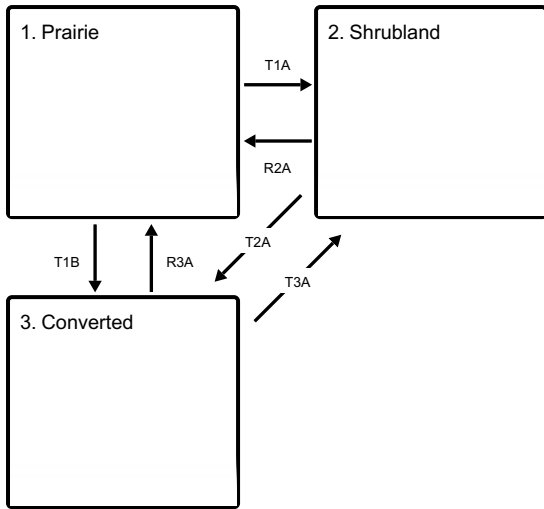 1. Prairie
2. Shrubland
T1A
R2A
T2A
T1B
R3A
T3A
3. Converted